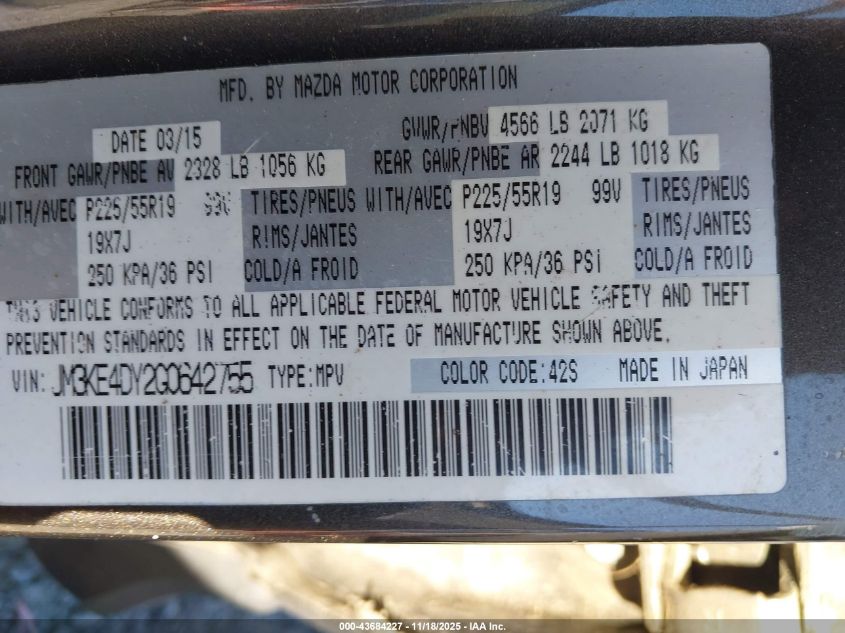 MFD. BY MAZDA MOTOR CORPORATION
DATE 03/15 GVWR/PNBV 4566 LB 2071 KG
FRONT GAWR/PNBE AV 2328 LB 1056 KG REAR GAWR/PNBE AR 2244 LB 1018 KG
WITH/AVEC P225/55R19 99V TIRES/PNEUS WITH/AVEC P225/55R19 99V TIRES/PNEUS
19X7J RIMS/JANTES 19X7J RIMS/JANTES
250 KPA/36 PSI COLD/A FROID 250 KPA/36 PSI COLD/A FROID
THIS VEHICLE CONFORMS TO ALL APPLICABLE FEDERAL MOTOR VEHICLE SAFETY AND THEFT
PREVENTION STANDARDS IN EFFECT ON THE DATE OF MANUFACTURE SHOWN ABOVE.
VIN: JM3KE4DY2G0642755 TYPE:MPV COLOR CODE:42S MADE IN JAPAN
000-43684227 - 11/18/2025 - IAA Inc.